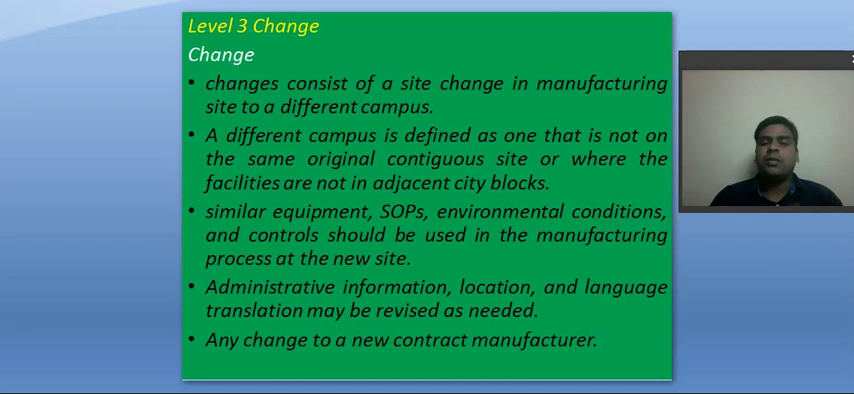 Level 3 Change
Change
• changes consist of a site change in manufacturing
site to a different campus.
• A different campus is defined as one that is not on
the same original contiguous site or where the
facilities are not in adjacent city blocks.
• similar equipment, SOPs, environmental conditions,
and controls should be used in the manufacturing
process at the new site.
• Administrative information, location, and language
translation may be revised as needed.
• Any change to a new contract manufacturer.